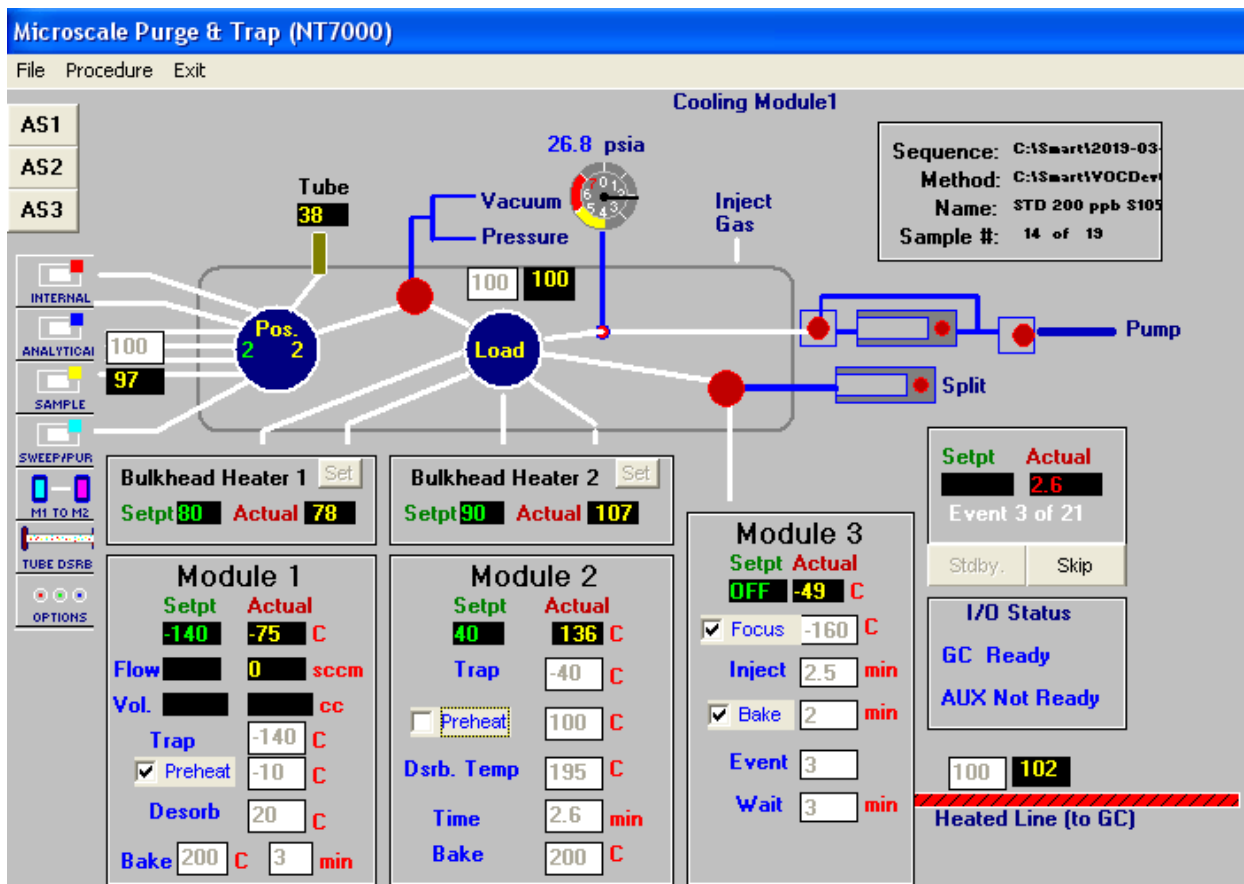 Microscale Purge & Trap (NT7000)
File Procedure Exit
Cooling Module1
AS1
AS2
AS3
26.8 psia
7 0 1 2 3 4 5 6
Tube
38
Vacuum
Pressure
Inject
Gas
Sequence: C:\Smart\2019-03-
Method: C:\Smart\VOCDev
Name: STD 200 ppb S105
Sample #: 14 of 19
INTERNAL
ANALYTICAL
SAMPLE
SWEEP/PUR
M1 TO M2
TUBE DSRB
OPTIONS
100
97
Pos.
2 2
100 100
Load
Pump
Split
Bulkhead Heater 1 Set
Setpt 80 Actual 78
Bulkhead Heater 2 Set
Setpt 90 Actual 107
Module 1
Setpt Actual
-140 -75 C
Flow 0 sccm
Vol. cc
Trap -140 C
Preheat -10 C
Desorb 20 C
Bake 200 C 3 min
Module 2
Setpt Actual
40 136 C
Trap -40 C
Preheat 100 C
Dsrb. Temp 195 C
Time 2.6 min
Bake 200 C
Module 3
Setpt Actual
OFF -49 C
Focus -160 C
Inject 2.5 min
Bake 2 min
Event 3
Wait 3 min
Setpt Actual
2.6
Event 3 of 21
Stdby. Skip
I/O Status
GC Ready
AUX Not Ready
100 102
Heated Line (to GC)